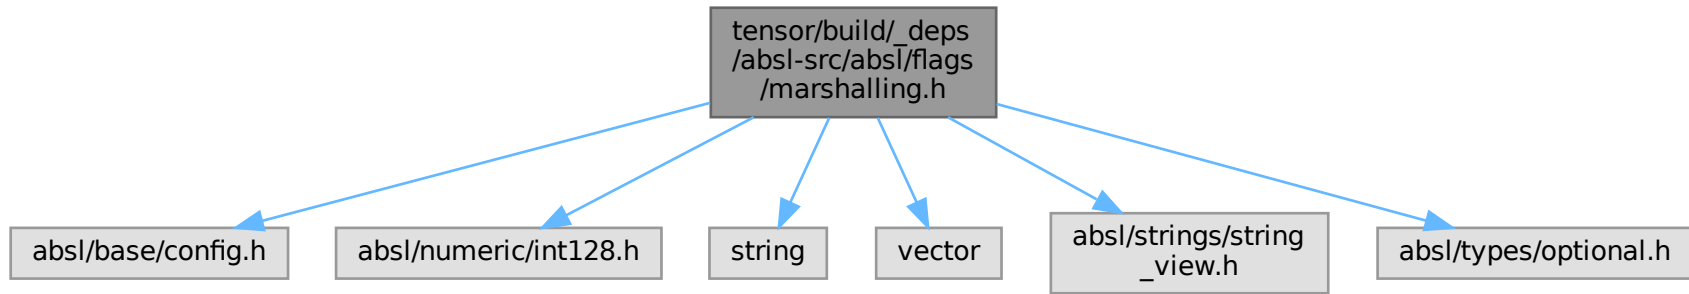 tensor/build/_deps
/absl-src/absl/flags
/marshalling.h
absl/base/config.h
absl/numeric/int128.h
string
vector
absl/strings/string
_view.h
absl/types/optional.h